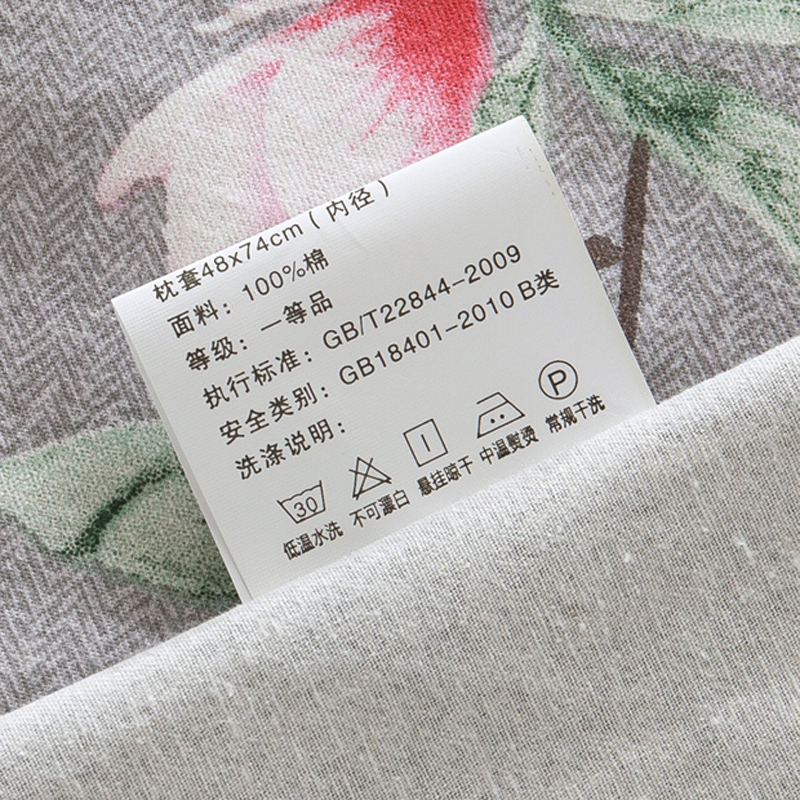 枕套48x74cm(内径)
面料：100%棉
等级：一等品
执行标准：GB/T22844-2009
安全类别：GB18401-2010 B类
洗涤说明：
30 P
低温水洗 不可漂白 悬挂晾干 中温熨烫 常规干洗